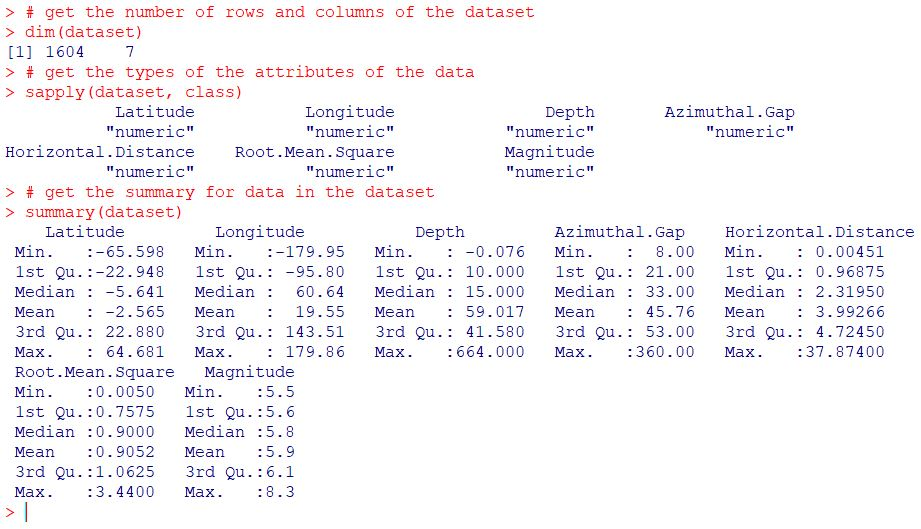 > # get the number of rows and columns of the dataset
> dim(dataset)
[1] 1604    7
> # get the types of the attributes of the data
> sapply(dataset, class)
           Latitude           Longitude               Depth       Azimuthal.Gap
          "numeric"           "numeric"           "numeric"           "numeric"
Horizontal.Distance    Root.Mean.Square           Magnitude
          "numeric"           "numeric"           "numeric"
> # get the summary for data in the dataset
> summary(dataset)
    Latitude         Longitude           Depth         Azimuthal.Gap    Horizontal.Distance
 Min.   :-65.598   Min.   :-179.95   Min.   : -0.076   Min.   :  8.00   Min.   : 0.00451
 1st Qu.:-22.948   1st Qu.: -95.80   1st Qu.: 10.000   1st Qu.: 21.00   1st Qu.: 0.96875
 Median : -5.641   Median :  60.64   Median : 15.000   Median : 33.00   Median : 2.31950
 Mean   : -2.565   Mean   :  19.55   Mean   : 59.017   Mean   : 45.76   Mean   : 3.99266
 3rd Qu.: 22.880   3rd Qu.: 143.51   3rd Qu.: 41.580   3rd Qu.: 53.00   3rd Qu.: 4.72450
 Max.   : 64.681   Max.   : 179.86   Max.   :664.000   Max.   :360.00   Max.   :37.87400
 Root.Mean.Square   Magnitude
 Min.   :0.0050   Min.   :5.5
 1st Qu.:0.7575   1st Qu.:5.6
 Median :0.9000   Median :5.8
 Mean   :0.9052   Mean   :5.9
 3rd Qu.:1.0625   3rd Qu.:6.1
 Max.   :3.4400   Max.   :8.3
>